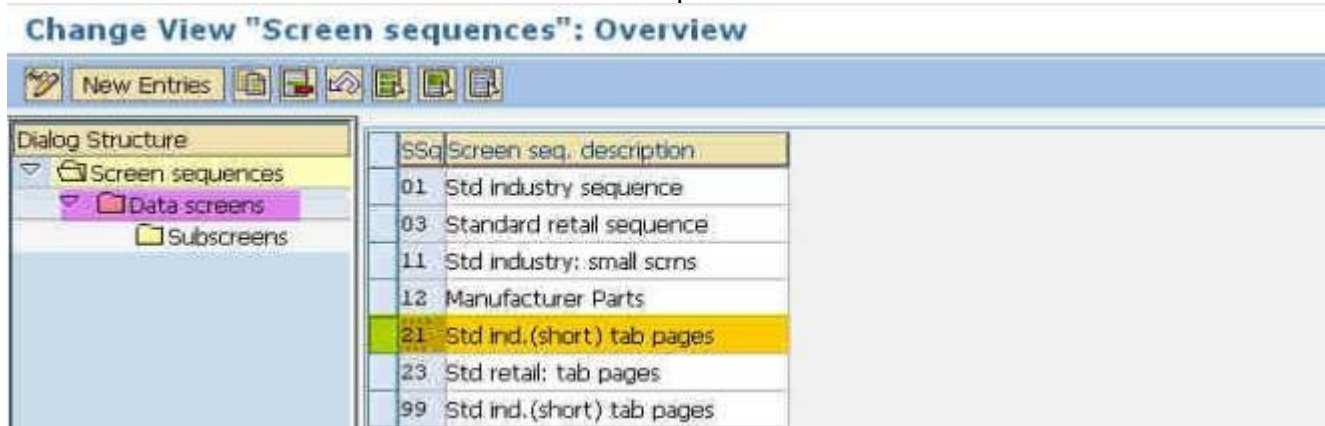 Change View "Screen sequences": Overview
New Entries
Dialog Structure
Screen sequences
Data screens
Subscreens
SSq Screen seq. description
01 Std industry sequence
03 Standard retail sequence
11 Std industry: small scrns
12 Manufacturer Parts
21 Std ind.(short) tab pages
23 Std retail: tab pages
99 Std ind.(short) tab pages